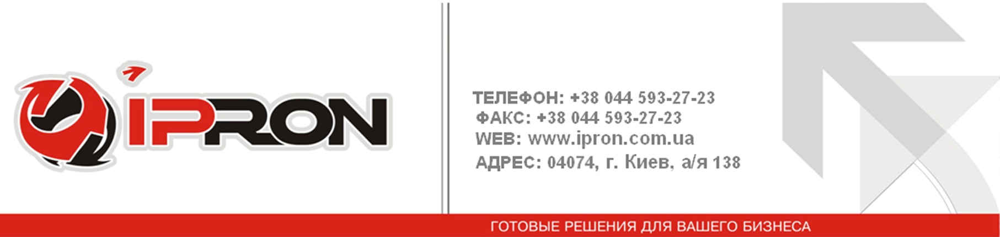 IPRON
ТЕЛЕФОН: +38 044 593-27-23
ФАКС: +38 044 593-27-23
WEB: www.ipron.com.ua
АДРЕС: 04074, г. Киев, а/я 138
ГОТОВЫЕ РЕШЕНИЯ ДЛЯ ВАШЕГО БИЗНЕСА